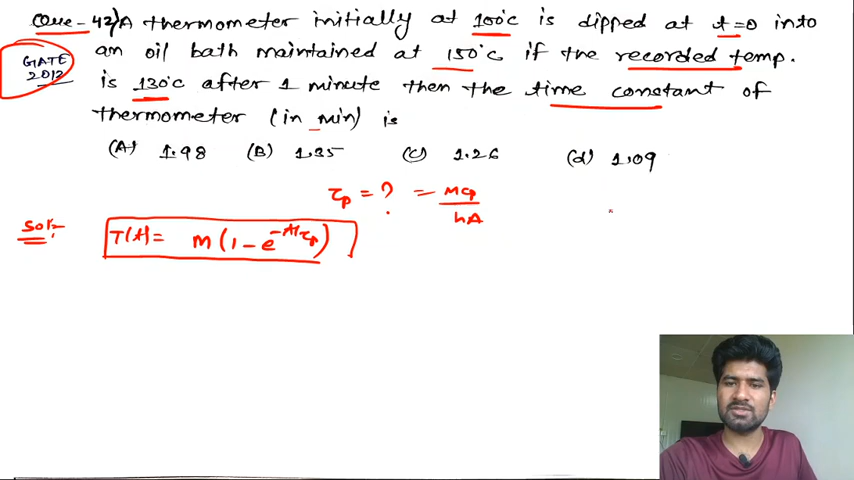 Que-42) A thermometer initially at 100°C is dipped at t=0 into
an oil bath maintained at 150°C if the recorded temp.
GATE 2012
is 130°C after 1 minute then the time constant of
thermometer (in min) is
(A) 1.98 (B) 1.35 (C) 1.26 (d) 1.09
τp = ? = MCp / hA
Soln:
T(t) = M(1 - e^-t/τp)